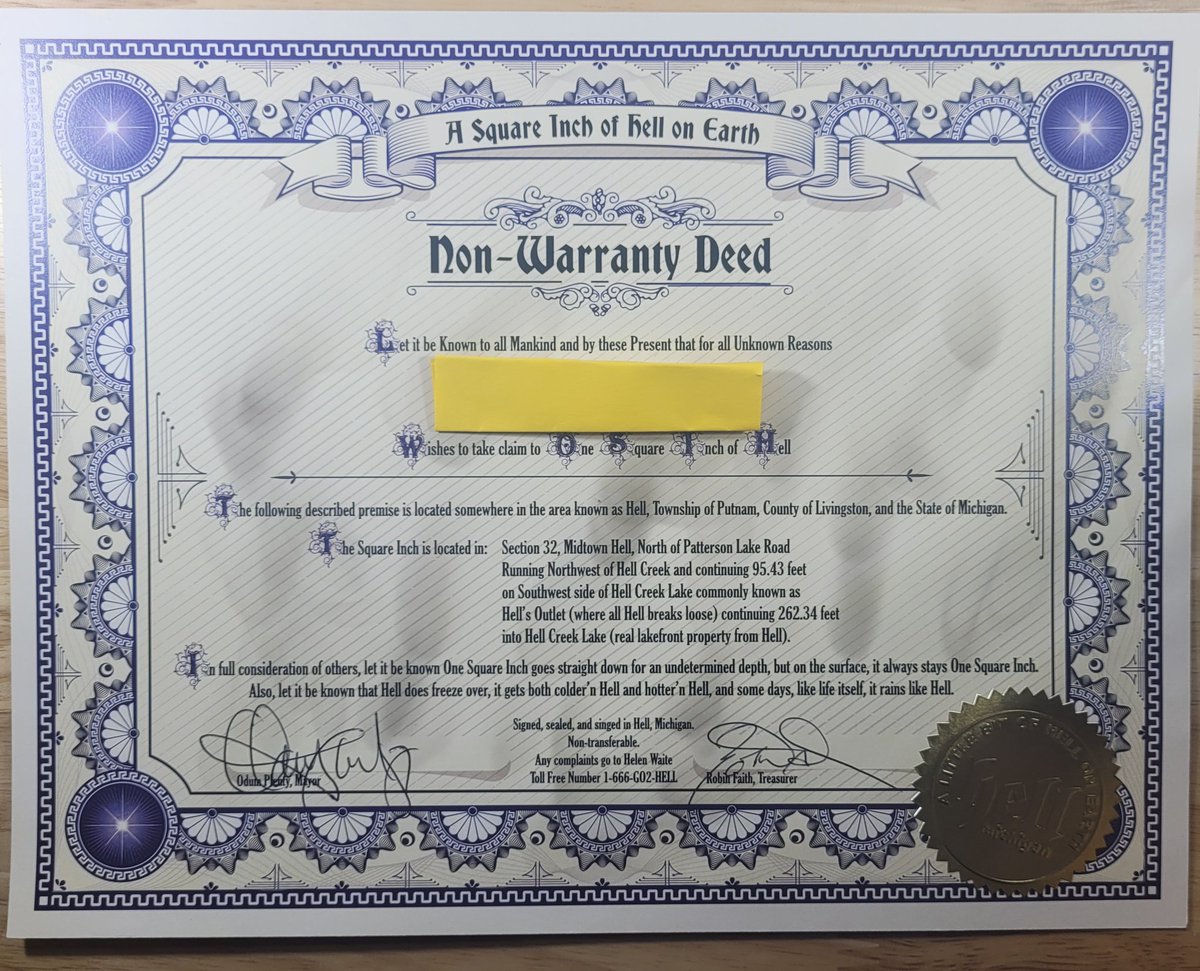 A Square Inch of Hell on Earth
Non-Warranty Deed
Let it be Known to all Mankind and by these Present that for all Unknown Reasons
Wishes to take claim to One Square Inch of Hell
The following described premise is located somewhere in the area known as Hell, Township of Putnam, County of Livingston, and the State of Michigan.
The Square Inch is located in: Section 32, Midtown Hell, North of Patterson Lake Road
Running Northwest of Hell Creek and continuing 95.43 feet
on Southwest side of Hell Creek Lake commonly known as
Hell's Outlet (where all Hell breaks loose) continuing 262.34 feet
into Hell Creek Lake (real lakefront property from Hell).
In full consideration of others, let it be known One Square Inch goes straight down for an undetermined depth, but on the surface, it always stays One Square Inch.
Also, let it be known that Hell does freeze over, it gets both colder'n Hell and hotter'n Hell, and some days, like life itself, it rains like Hell.
Signed, sealed, and singed in Hell, Michigan.
Non-transferable.
Any complaints go to Helen Waite
Toll Free Number 1-666-GO2-HELL
Odum Plenty, Mayor
Robin Faith, Treasurer
A LITTLE BIT OF HELL ON EARTH
Hell
Michigan